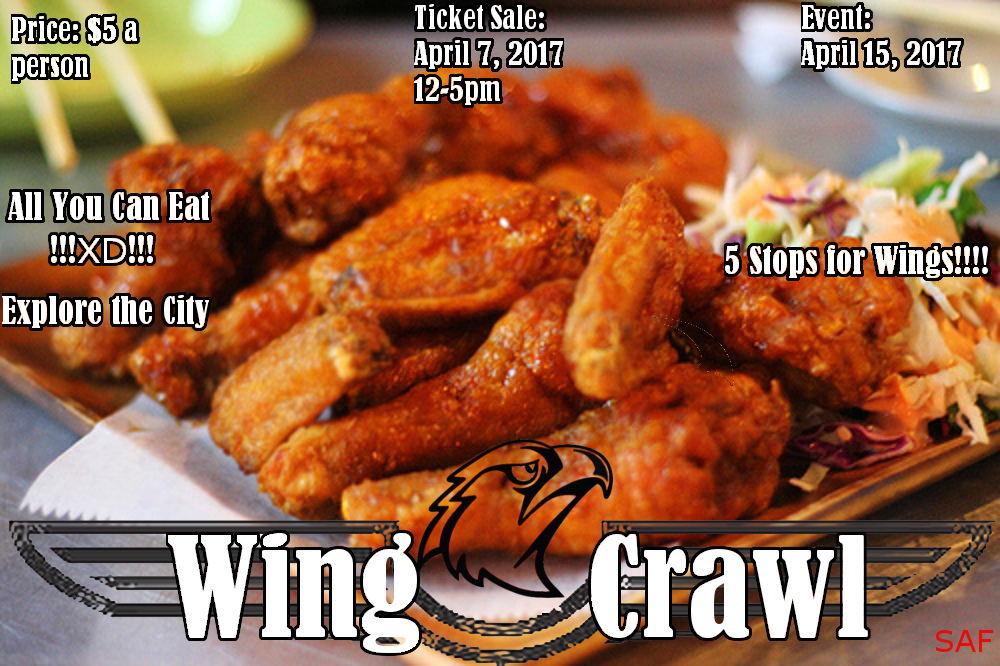 Price: $5 a
person
Ticket Sale:
April 7, 2017
12-5pm
Event:
April 15, 2017
All You Can Eat
!!!XD!!!
Explore the City
5 Stops for Wings!!!!
Wing Crawl
SAF